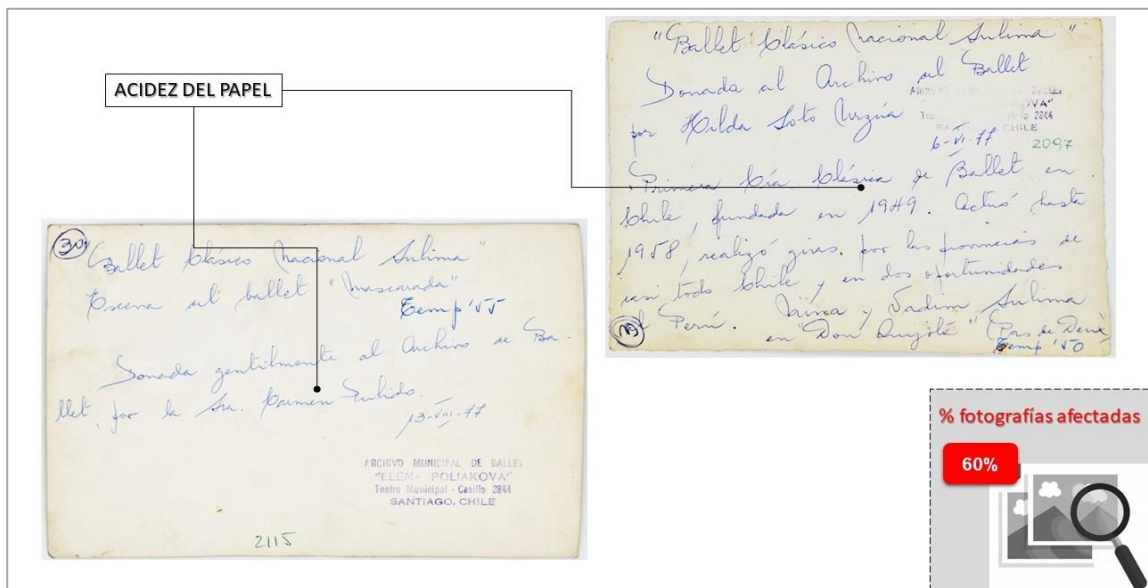 ACIDEZ DEL PAPEL
"Ballet Clásico Nacional Sulima"
Donada al Archivo del Ballet
por Hilda Soto Urzúa
CHILE
6-VI-77
2097
Primera Cía. Clásica de Ballet en
Chile, fundada en 1949. Actuó hasta
1958, realizó giras por las provincias de
casi todo Chile y en dos oportunidades
al Perú. Nina y Vadim Sulima
en "Don Quijote" (Pas de Deux
Temp '50
30
"Ballet Clásico Nacional Sulima"
Escena del ballet "Mascarada"
Temp '55
Donada gentilmente al Archivo de Ba-
llet, por la Sra. Carmen Pulido.
13-VIII-77
ARCHIVO MUNICIPAL DE BALLET
"ELENA POLIAKOVA"
Teatro Municipal - Casilla 2844
SANTIAGO, CHILE
2115
% fotografías afectadas
60%